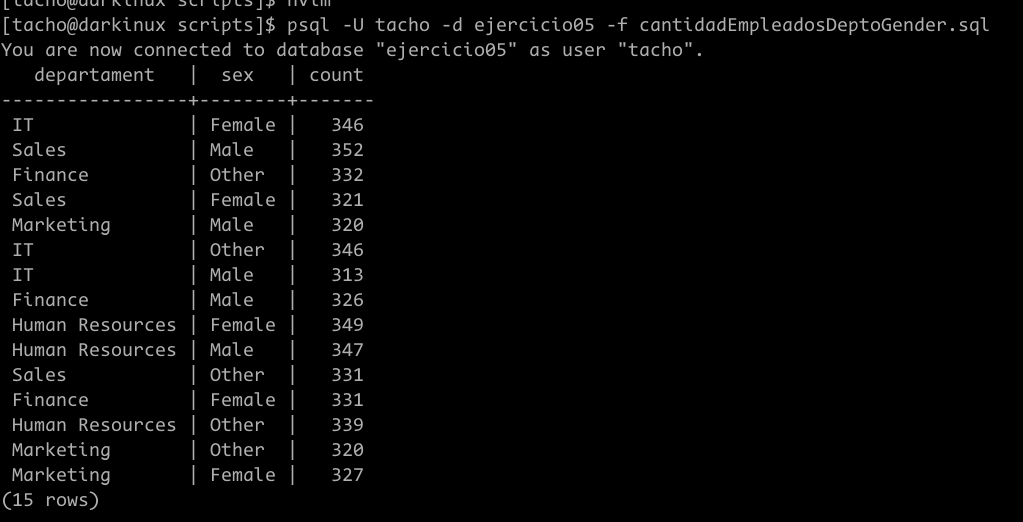 [tacho@darkinux scripts]$ nvim
[tacho@darkinux scripts]$ psql -U tacho -d ejercicio05 -f cantidadEmpleadosDeptoGender.sql
You are now connected to database "ejercicio05" as user "tacho".
   departament   |  sex   | count
-----------------+--------+-------
 IT              | Female |   346
 Sales           | Male   |   352
 Finance         | Other  |   332
 Sales           | Female |   321
 Marketing       | Male   |   320
 IT              | Other  |   346
 IT              | Male   |   313
 Finance         | Male   |   326
 Human Resources | Female |   349
 Human Resources | Male   |   347
 Sales           | Other  |   331
 Finance         | Female |   331
 Human Resources | Other  |   339
 Marketing       | Other  |   320
 Marketing       | Female |   327
(15 rows)